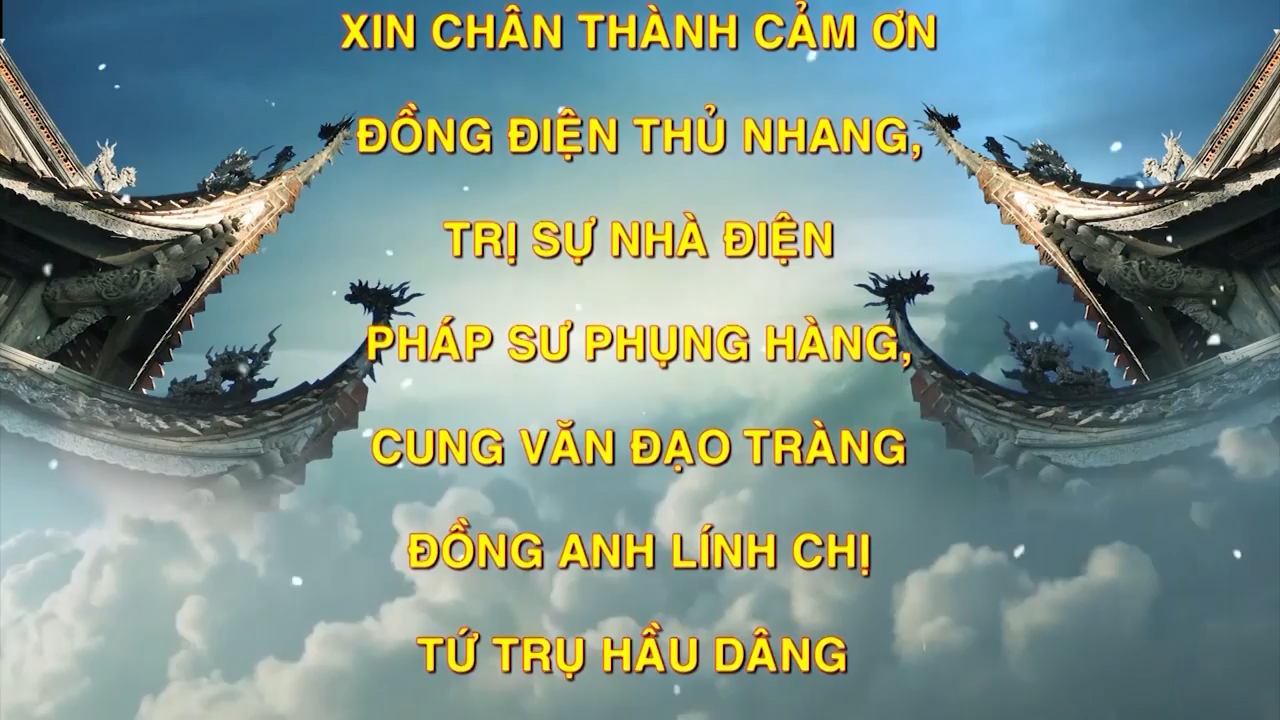 XIN CHÂN THÀNH CẢM ƠN
ĐỒNG ĐIỆN THỦ NHANG,
TRỊ SỰ NHÀ ĐIỆN
PHÁP SƯ PHỤNG HÀNG,
CUNG VĂN ĐẠO TRÀNG
ĐỒNG ANH LÍNH CHỊ
TỨ TRỤ HẦU DÂNG